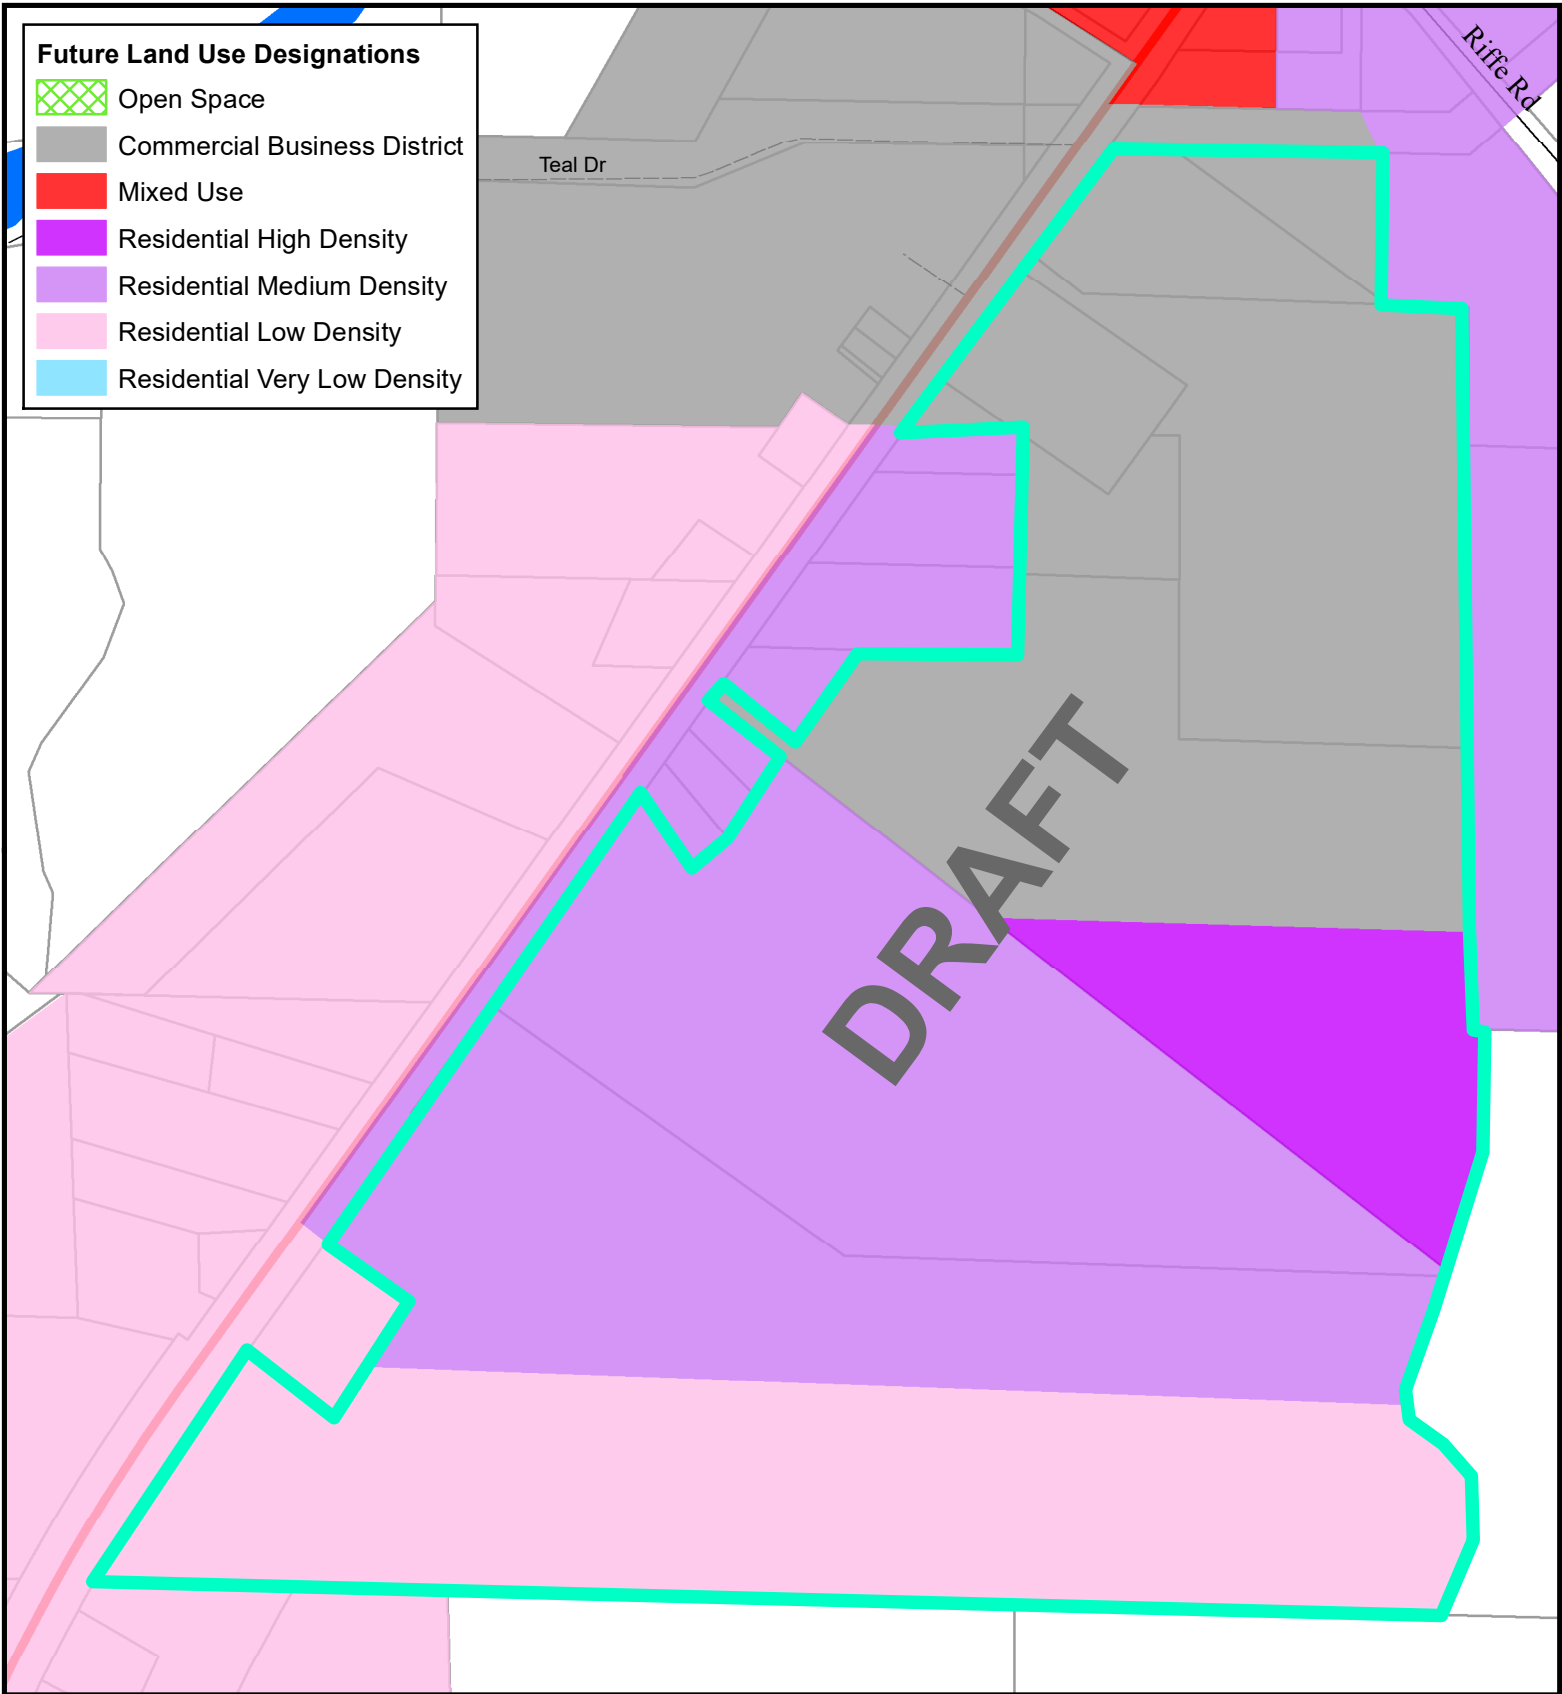 Future Land Use Designations
Open Space
Commercial Business District
Mixed Use
Residential High Density
Residential Medium Density
Residential Low Density
Residential Very Low Density
Riffe Rd
Teal Dr
DRAFT